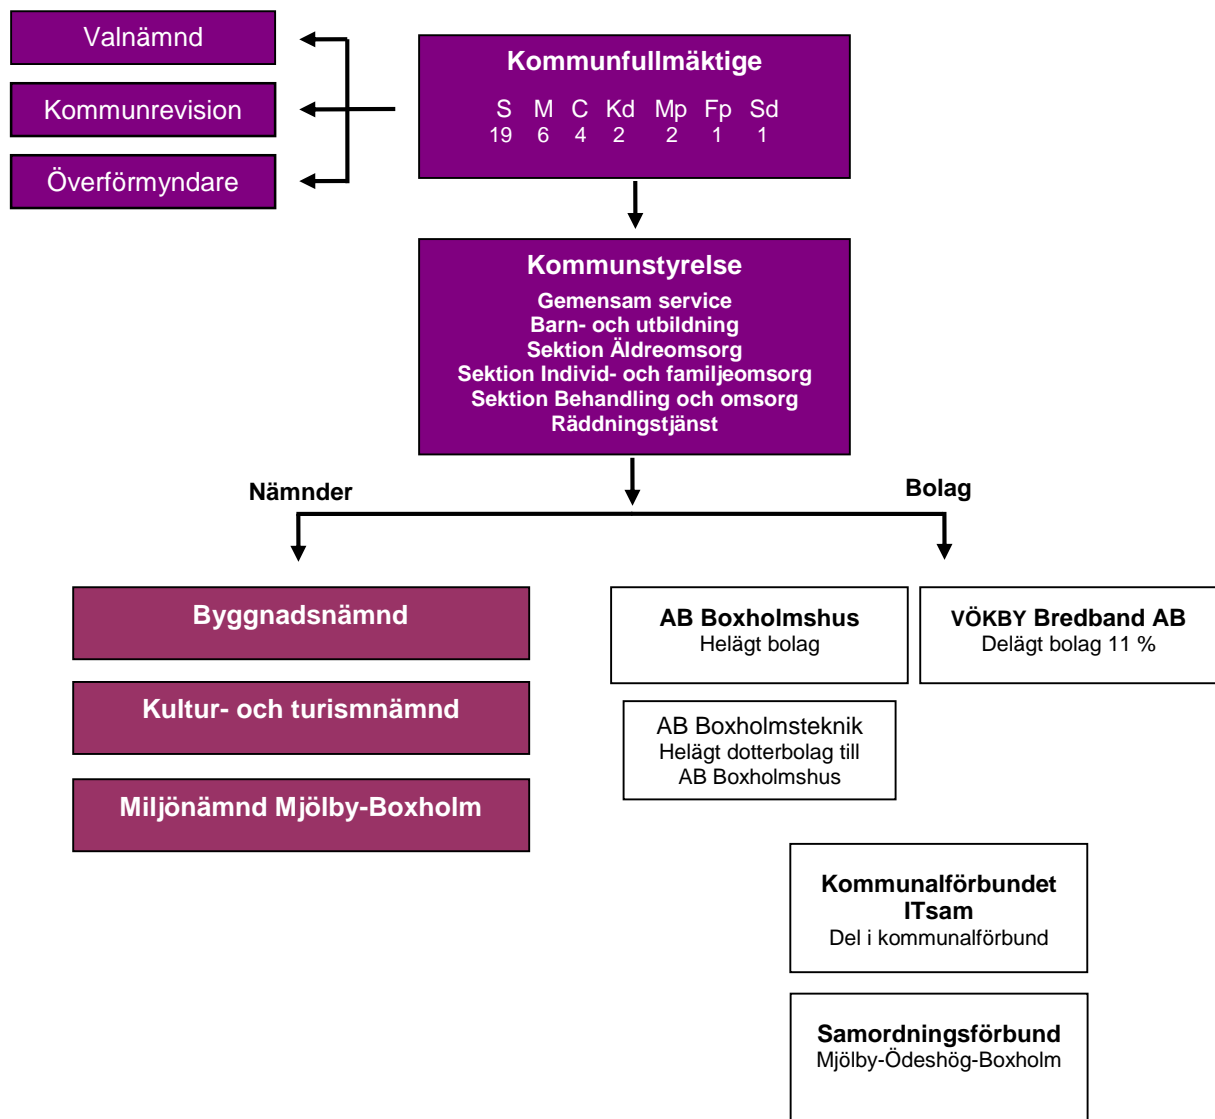 Valnämnd
Kommunrevision
Överförmyndare
Kommunfullmäktige
S M C Kd Mp Fp Sd
19 6 4 2 2 1 1
Kommunstyrelse
Gemensam service
Barn- och utbildning
Sektion Äldreomsorg
Sektion Individ- och familjeomsorg
Sektion Behandling och omsorg
Räddningstjänst
Nämnder
Bolag
Byggnadsnämnd
Kultur- och turismnämnd
Miljönämnd Mjölby-Boxholm
AB Boxholmshus
Helägt bolag
VÖKBY Bredband AB
Delägt bolag 11 %
AB Boxholmsteknik
Helägt dotterbolag till
AB Boxholmshus
Kommunalförbundet
ITsam
Del i kommunalförbund
Samordningsförbund
Mjölby-Ödeshög-Boxholm